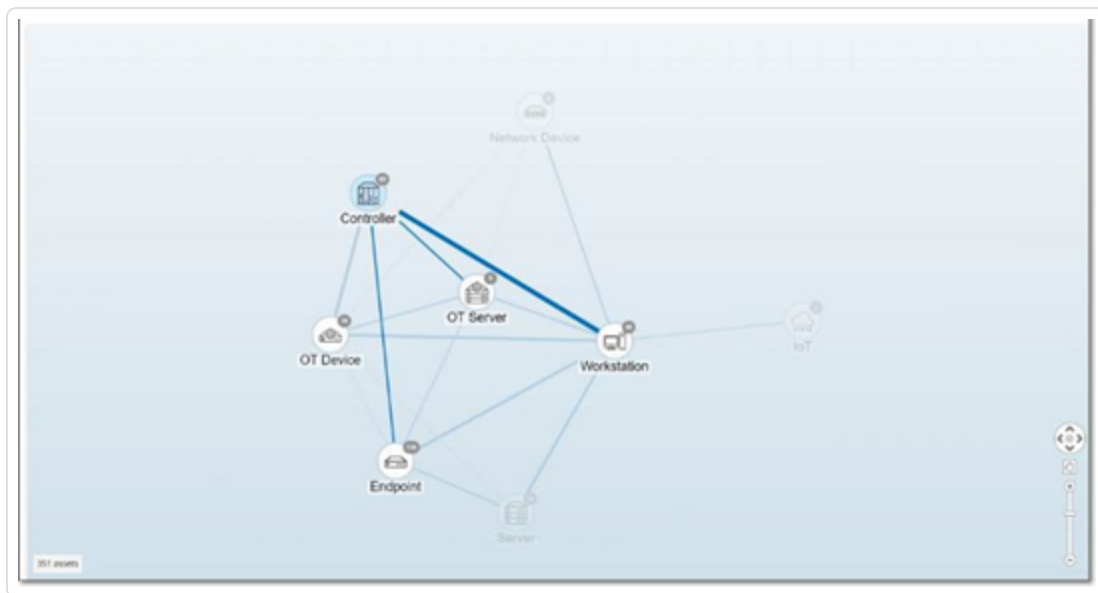 Network Device
Controller
OT Server
IoT
OT Device
Workstation
Endpoint
Server
351 assets